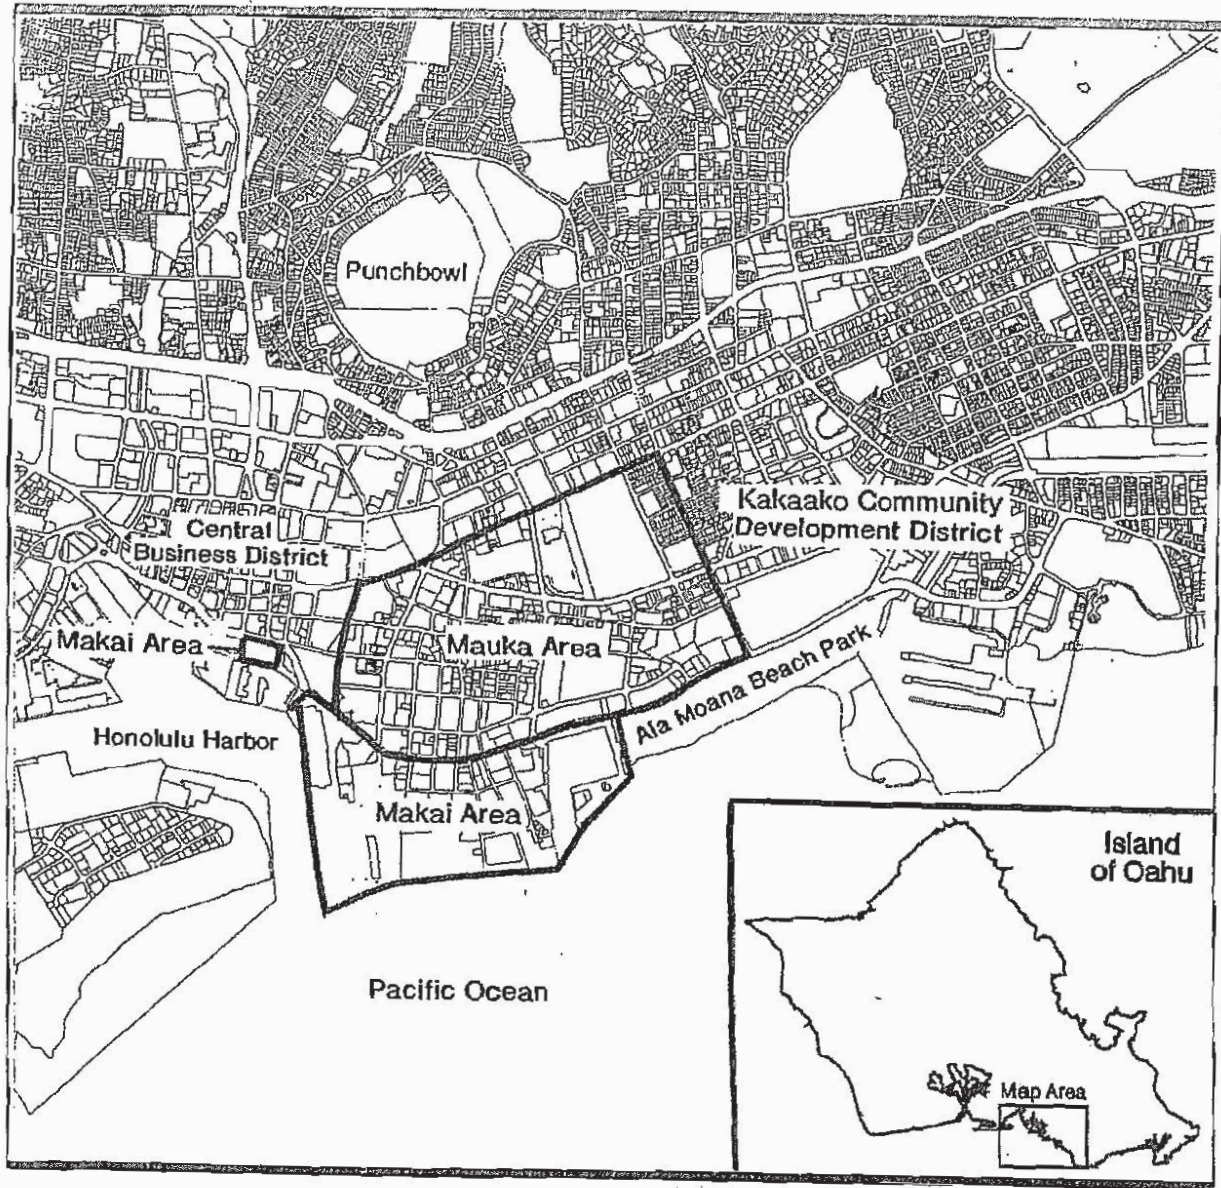 Punchbowl
Kakaako Community
Development District
Central
Business District
Makai Area
Mauka Area
Ala Moana Beach Park
Honolulu Harbor
Makai Area
Island
of Oahu
Pacific Ocean
Map Area